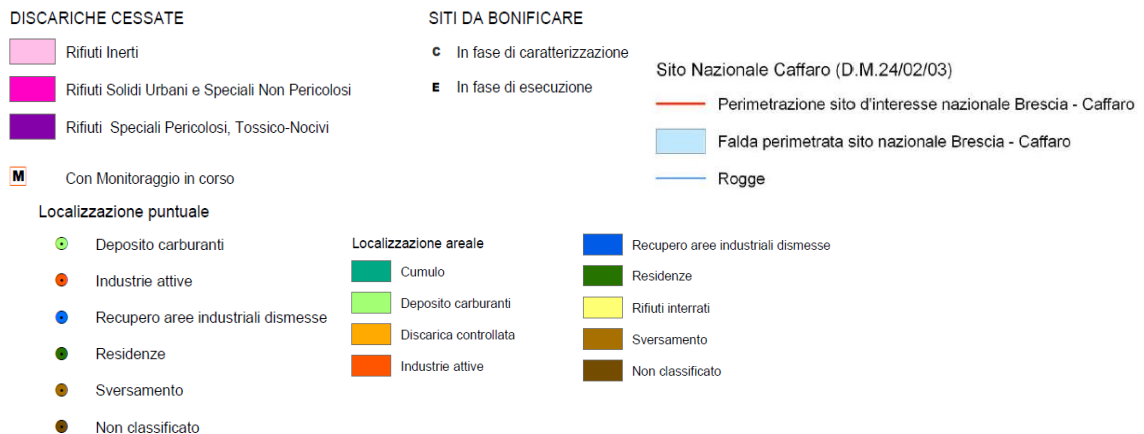 DISCARICHE CESSATE
Rifiuti Inerti
Rifiuti Solidi Urbani e Speciali Non Pericolosi
Rifiuti Speciali Pericolosi, Tossico-Nocivi
M Con Monitoraggio in corso
SITI DA BONIFICARE
C In fase di caratterizzazione
E In fase di esecuzione
Sito Nazionale Caffaro (D.M.24/02/03)
Perimetrazione sito d'interesse nazionale Brescia - Caffaro
Falda perimetrata sito nazionale Brescia - Caffaro
Rogge
Localizzazione puntuale
Deposito carburanti
Industrie attive
Recupero aree industriali dismesse
Residenze
Sversamento
Non classificato
Localizzazione areale
Cumulo
Deposito carburanti
Discarica controllata
Industrie attive
Recupero aree industriali dismesse
Residenze
Rifiuti interrati
Sversamento
Non classificato